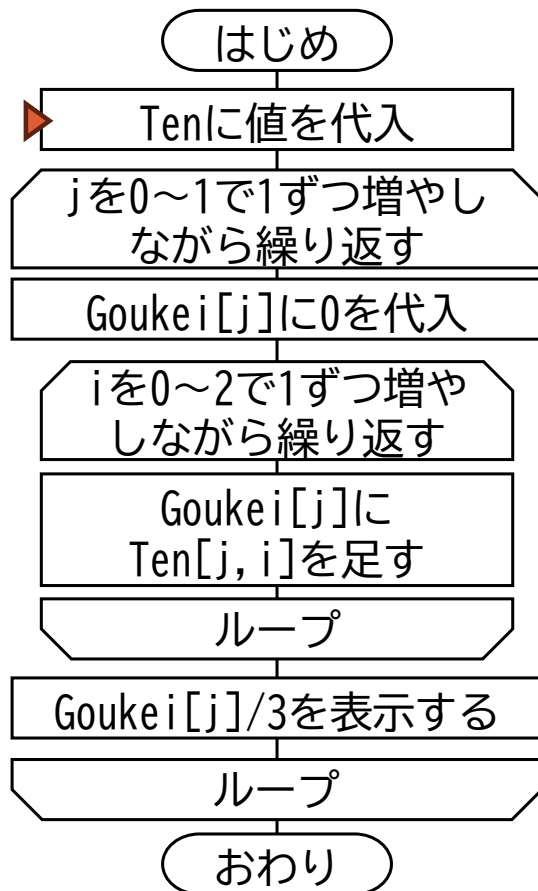 はじめ
Tenに値を代入
jを0～1で1ずつ増やし
ながら繰り返す
Goukei[j]に0を代入
iを0～2で1ずつ増や
しながら繰り返す
Goukei[j]に
Ten[j,i]を足す
ループ
Goukei[j]/3を表示する
ループ
おわり